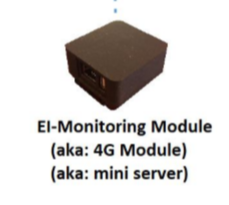 EI-Monitoring Module
(aka: 4G Module)
(aka: mini server)